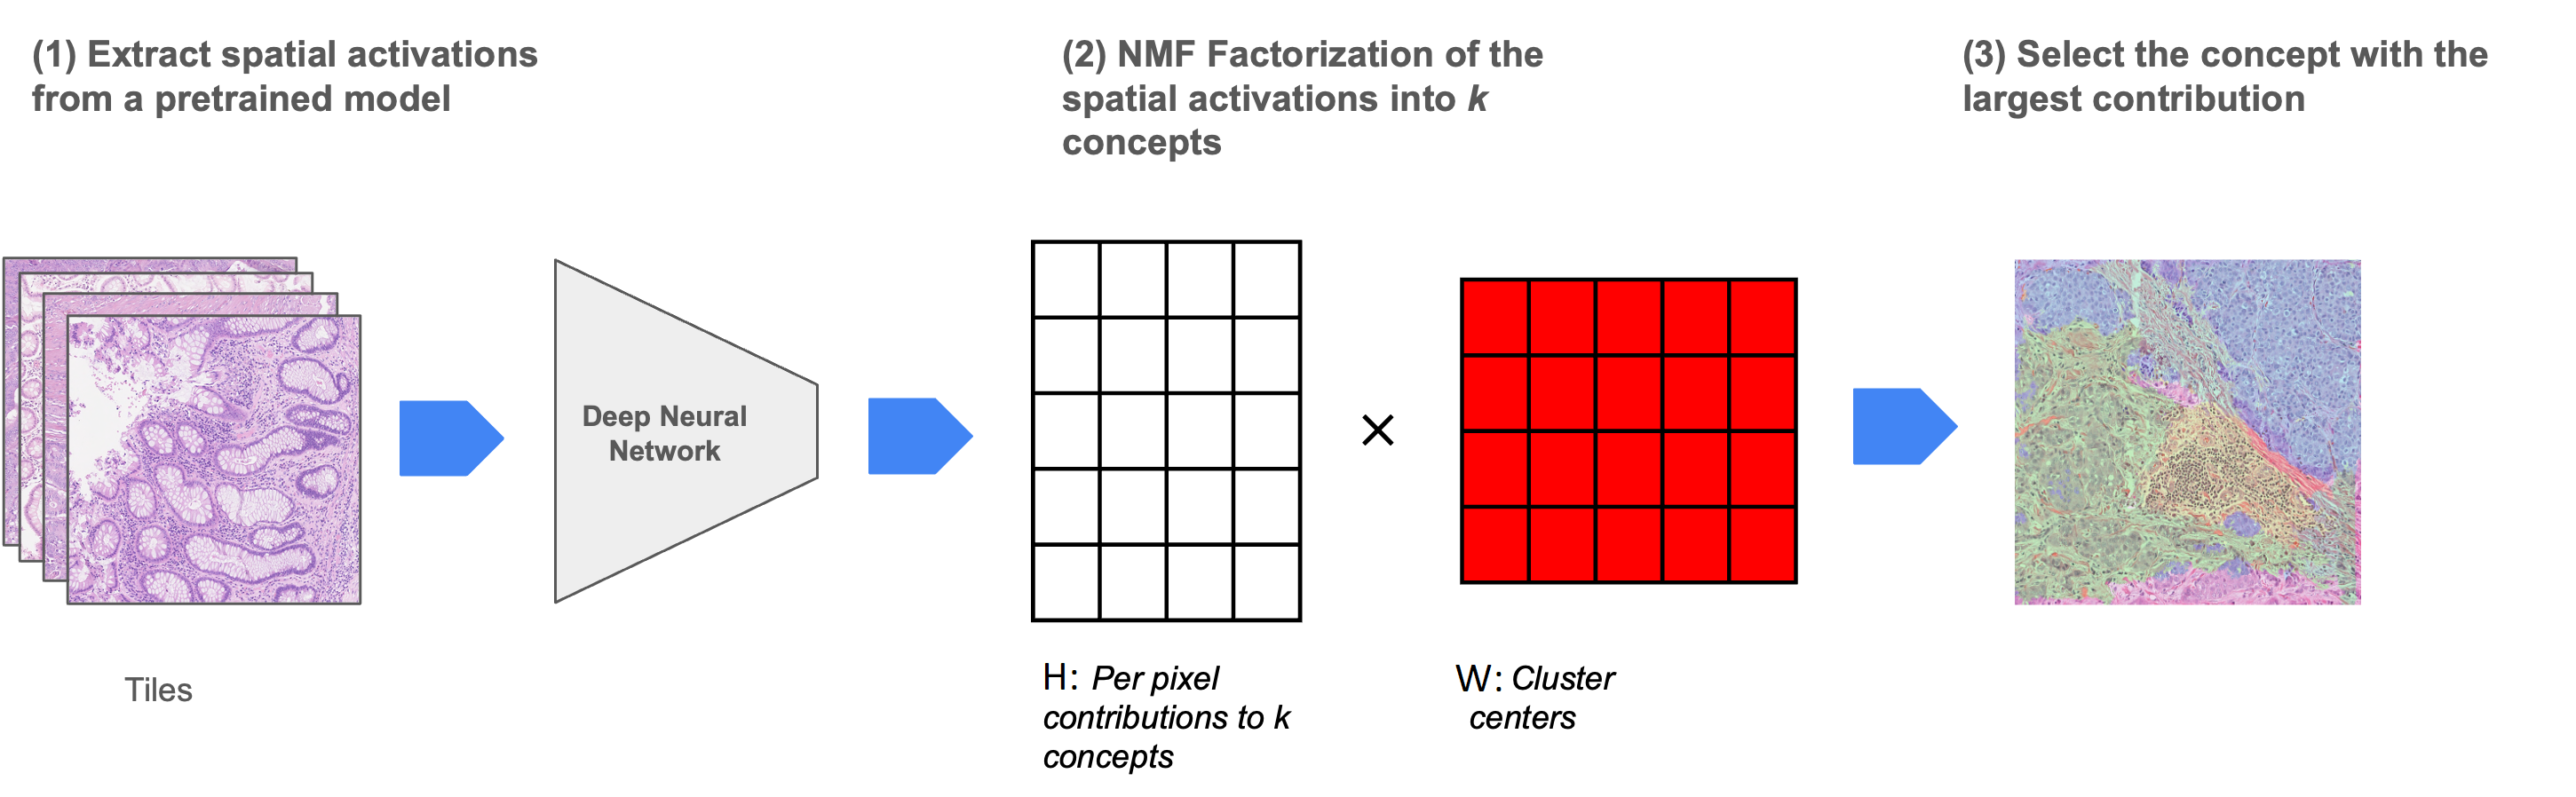 (1) Extract spatial activations
from a pretrained model
(2) NMF Factorization of the
spatial activations into k
concepts
(3) Select the concept with the
largest contribution
Deep Neural
Network
×
Tiles
H: Per pixel
contributions to k
concepts
W: Cluster
centers